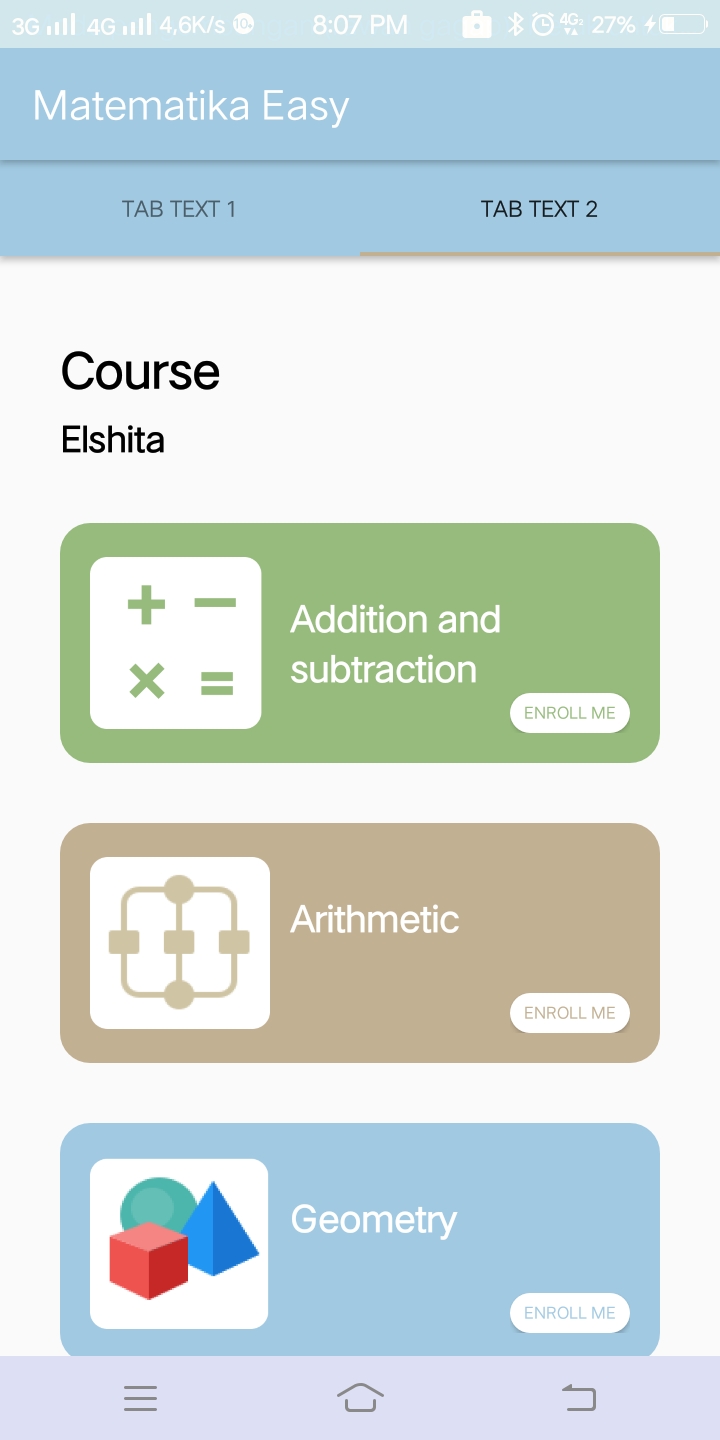 3G 4G 4,6K/s 10+ 8:07 PM 4G 27%
Matematika Easy
TAB TEXT 1 TAB TEXT 2
Course
Elshita
Addition and
subtraction
ENROLL ME
Arithmetic
ENROLL ME
Geometry
ENROLL ME